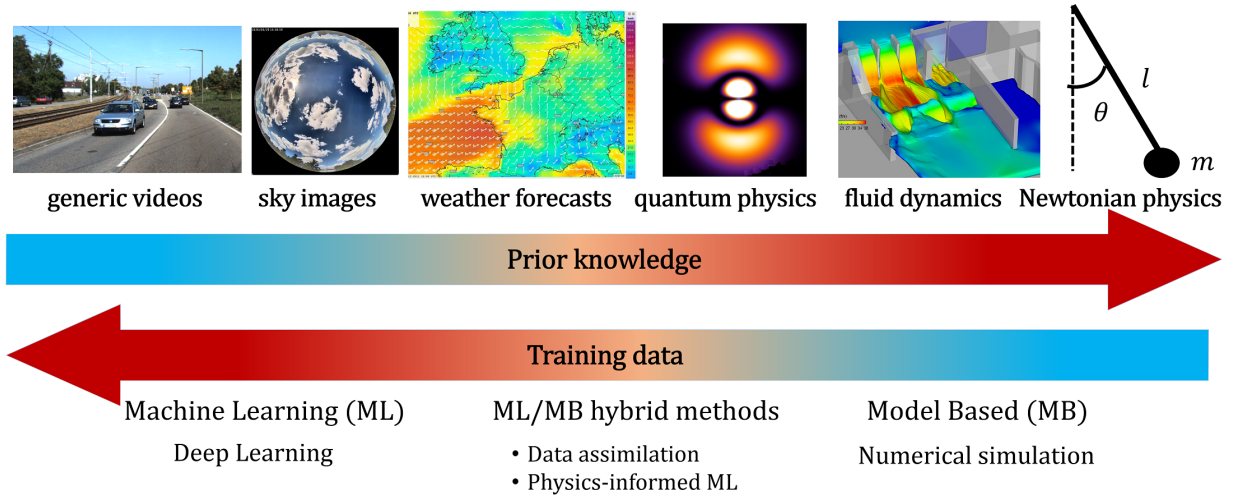 generic videos
sky images
weather forecasts
quantum physics
fluid dynamics
Newtonian physics
l
θ
m
Prior knowledge
Training data
Machine Learning (ML)
Deep Learning
ML/MB hybrid methods
• Data assimilation
• Physics-informed ML
Model Based (MB)
Numerical simulation